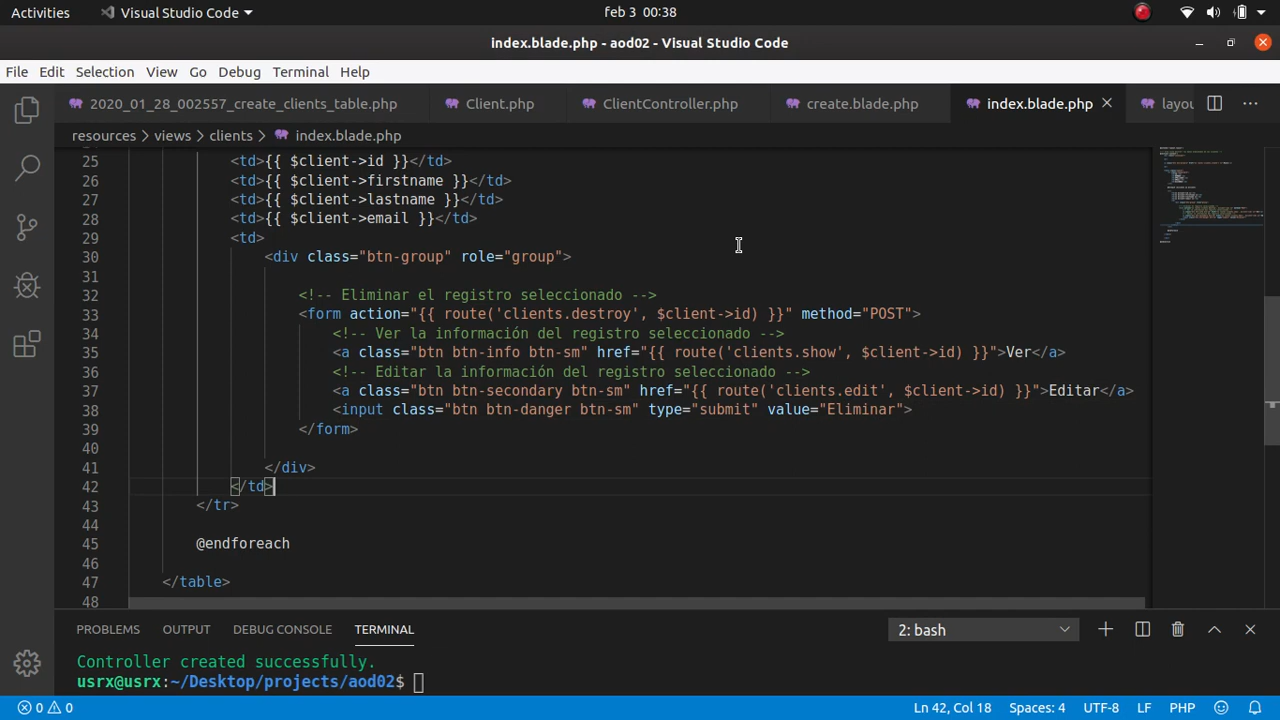 Activities Visual Studio Code feb 3 00:38
index.blade.php - aod02 - Visual Studio Code
File Edit Selection View Go Debug Terminal Help
2020_01_28_002557_create_clients_table.php Client.php ClientController.php create.blade.php index.blade.php layou
resources views clients index.blade.php
25 <td>{{ $client->id }}</td>
26 <td>{{ $client->firstname }}</td>
27 <td>{{ $client->lastname }}</td>
28 <td>{{ $client->email }}</td>
29 <td>
30 <div class="btn-group" role="group">
31
32 <!-- Eliminar el registro seleccionado -->
33 <form action="{{ route('clients.destroy', $client->id) }}" method="POST">
34 <!-- Ver la información del registro seleccionado -->
35 <a class="btn btn-info btn-sm" href="{{ route('clients.show', $client->id) }}">Ver</a>
36 <!-- Editar la información del registro seleccionado -->
37 <a class="btn btn-secondary btn-sm" href="{{ route('clients.edit', $client->id) }}">Editar</a>
38 <input class="btn btn-danger btn-sm" type="submit" value="Eliminar">
39 </form>
40
41 </div>
42 </td>
43 </tr>
44
45 @endforeach
46
47 </table>
48
PROBLEMS OUTPUT DEBUG CONSOLE TERMINAL 2: bash
Controller created successfully.
usrx@usrx:~/Desktop/projects/aod02$
0 0 Ln 42, Col 18 Spaces: 4 UTF-8 LF PHP